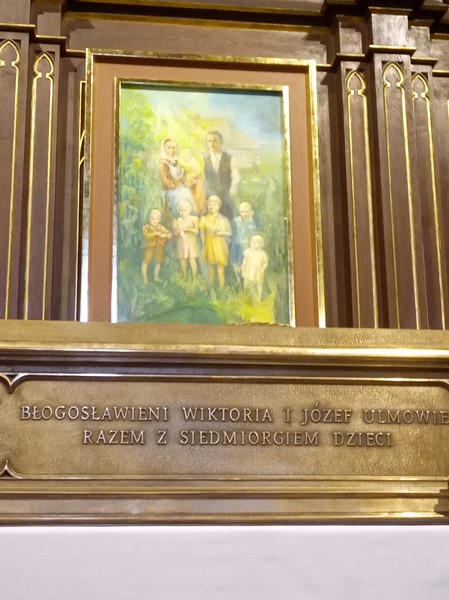 BŁOGOSŁAWIENI WIKTORIA I JÓZEF ULMOWIE
RAZEM Z SIEDMIORGIEM DZIECI